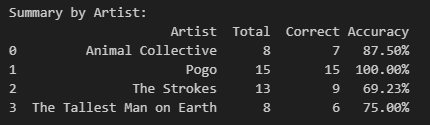 Summary by Artist:
Artist Total Correct Accuracy
0 Animal Collective 8 7 87.50%
1 Pogo 15 15 100.00%
2 The Strokes 13 9 69.23%
3 The Tallest Man on Earth 8 6 75.00%